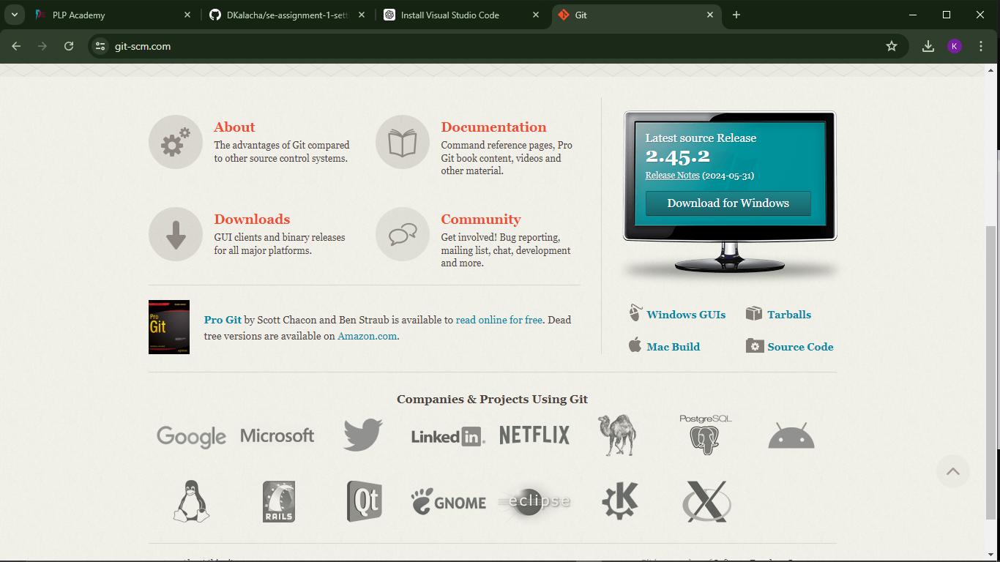 PLP Academy
DKalacha/se-assignment-1-set
Install Visual Studio Code
Git
git-scm.com
K
About
The advantages of Git compared
to other source control systems.
Documentation
Command reference pages, Pro
Git book content, videos and
other material.
Downloads
GUI clients and binary releases
for all major platforms.
Community
Get involved! Bug reporting,
mailing list, chat, development
and more.
Latest source Release
2.45.2
Release Notes (2024-05-31)
Download for Windows
Pro
Git
Pro Git by Scott Chacon and Ben Straub is available to read online for free. Dead
tree versions are available on Amazon.com.
Windows GUIs
Tarballs
Mac Build
Source Code
Companies & Projects Using Git
Google
Microsoft
Linked in
NETFLIX
PostgreSQL
RAILS
Qt
GNOME
eclipse
K
X